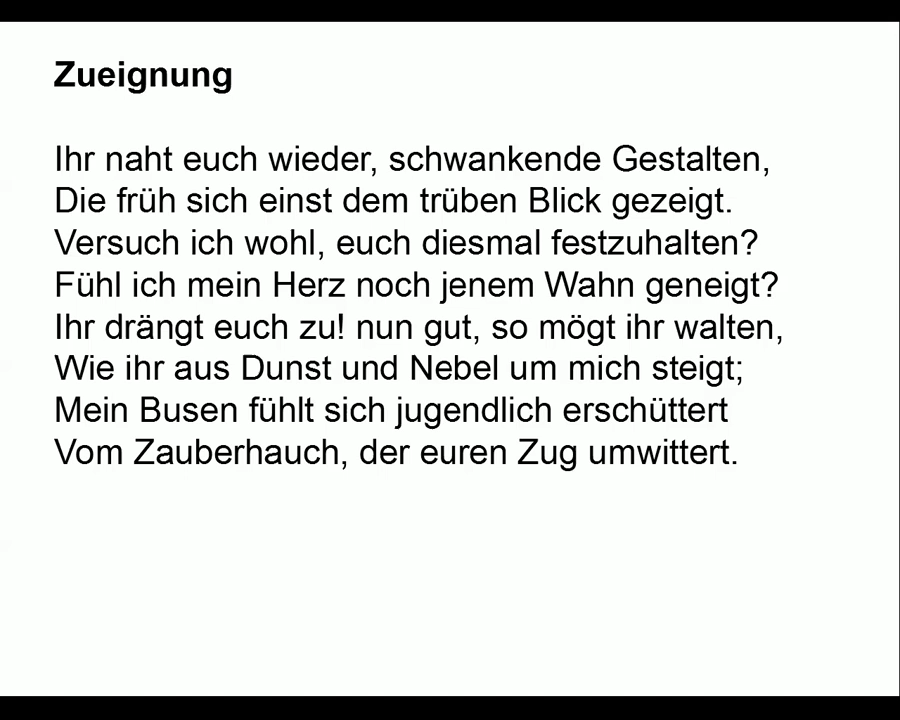 Zueignung
Ihr naht euch wieder, schwankende Gestalten,
Die früh sich einst dem trüben Blick gezeigt.
Versuch ich wohl, euch diesmal festzuhalten?
Fühl ich mein Herz noch jenem Wahn geneigt?
Ihr drängt euch zu! nun gut, so mögt ihr walten,
Wie ihr aus Dunst und Nebel um mich steigt;
Mein Busen fühlt sich jugendlich erschüttert
Vom Zauberhauch, der euren Zug umwittert.